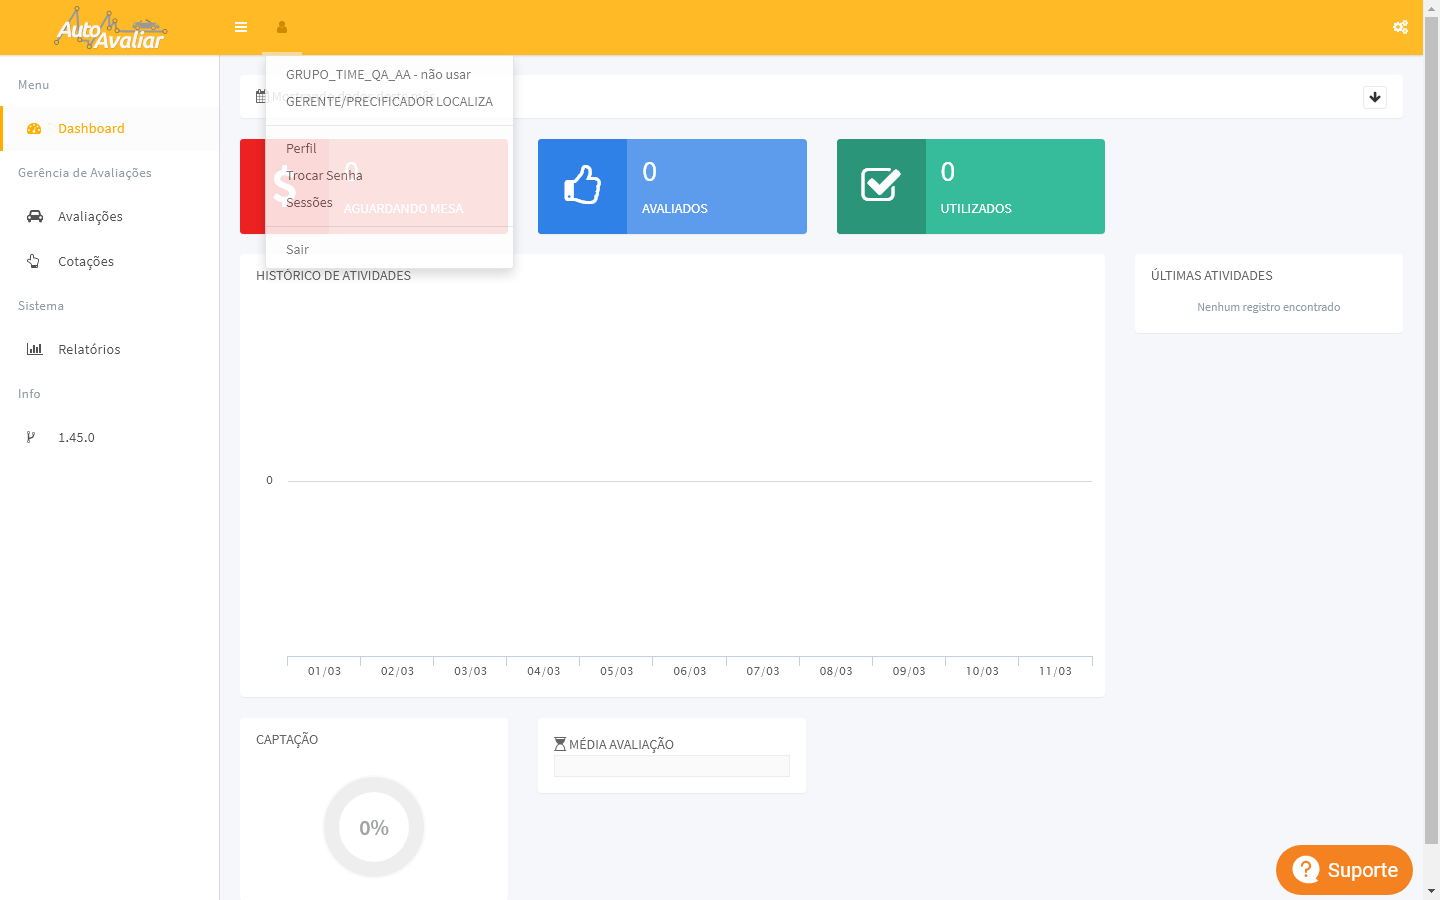 AutoAvaliar
GRUPO_TIME_QA_AA - não usar
GERENTE/PRECIFICADOR LOCALIZA
Perfil
Trocar Senha
Sessões
Sair
Menu
Dashboard
Gerência de Avaliações
Avaliações
Cotações
Sistema
Relatórios
Info
1.45.0
0
AGUARDANDO MESA
0
AVALIADOS
0
UTILIZADOS
HISTÓRICO DE ATIVIDADES
0
01/03 02/03 03/03 04/03 05/03 06/03 07/03 08/03 09/03 10/03 11/03
ÚLTIMAS ATIVIDADES
Nenhum registro encontrado
CAPTAÇÃO
0%
MÉDIA AVALIAÇÃO
Suporte